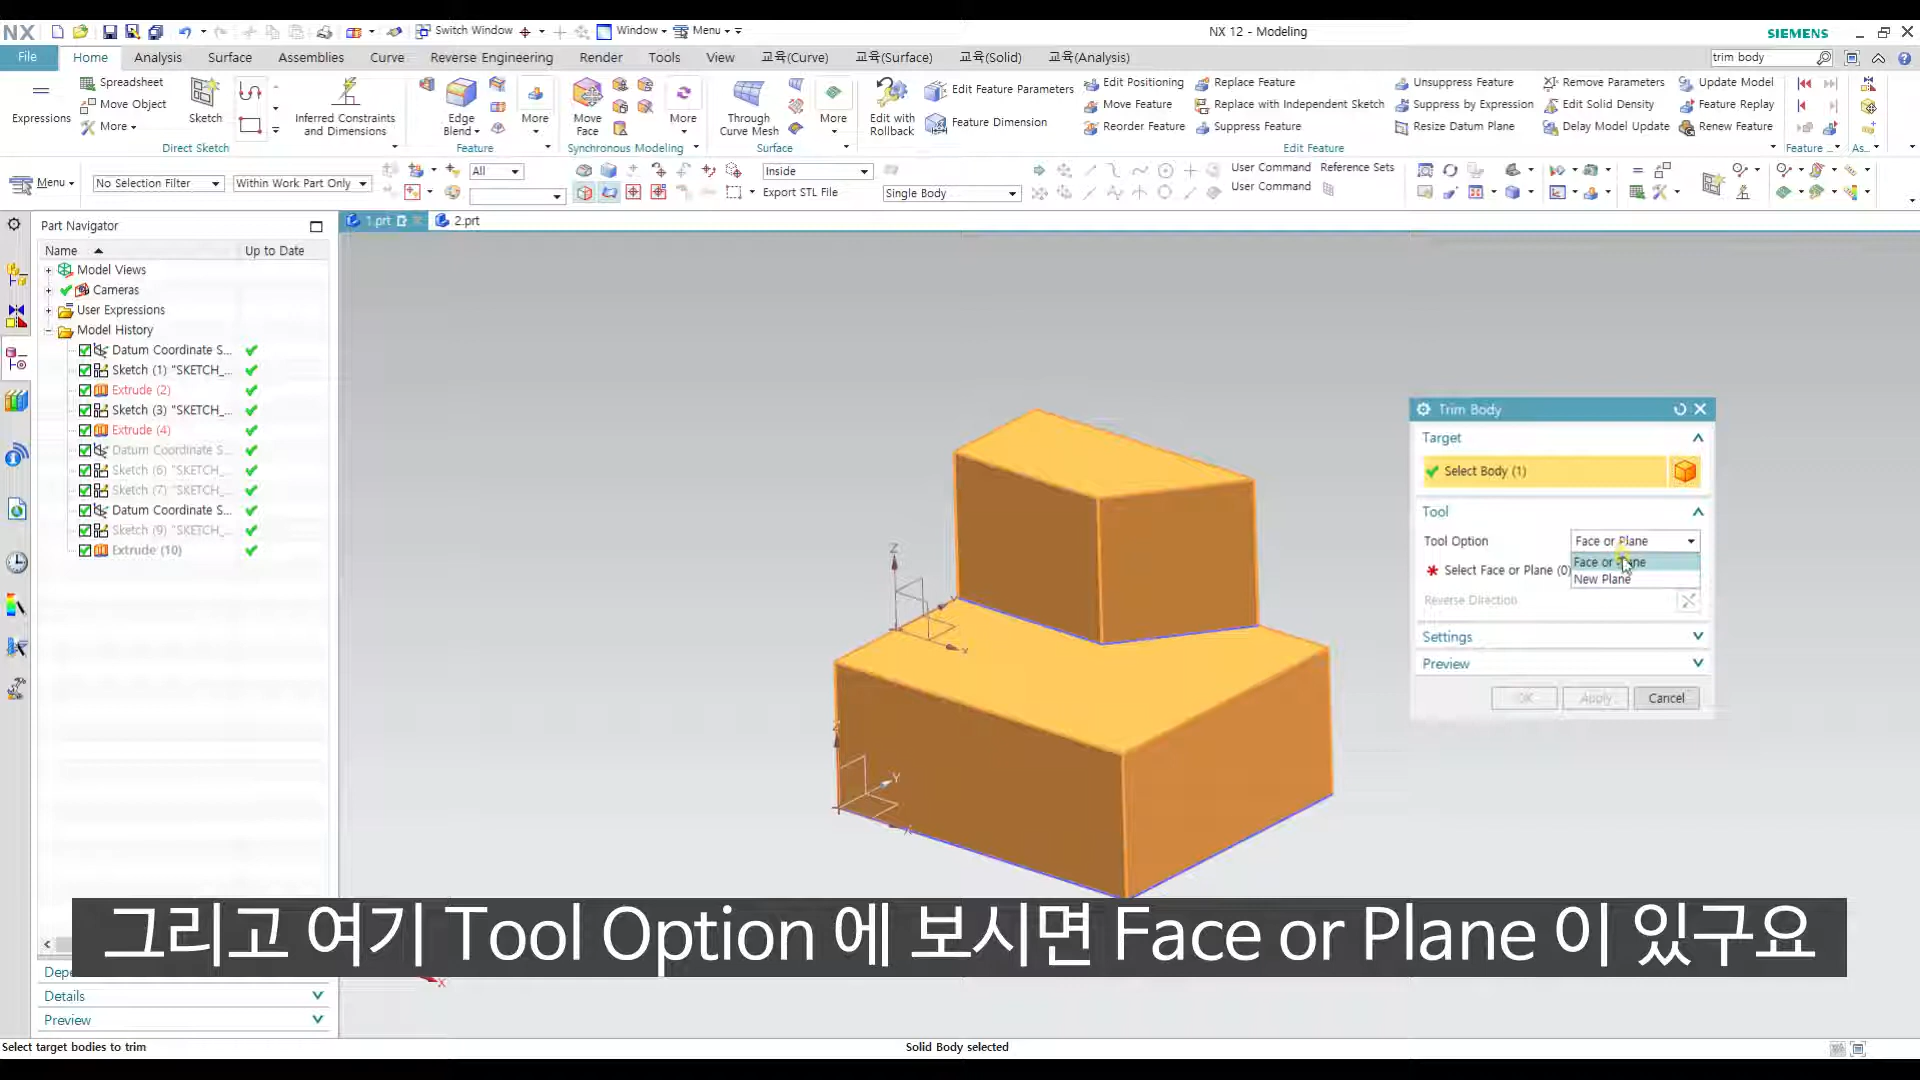 NX
Switch Window
Window
Menu
NX 12 - Modeling
SIEMENS
File
Home
Analysis
Surface
Assemblies
Curve
Reverse Engineering
Render
Tools
View
교육(Curve)
교육(Surface)
교육(Solid)
교육(Analysis)
trim body
Expressions
Spreadsheet
Move Object
More
Sketch
Inferred Constraints
and Dimensions
Direct Sketch
Edge
Blend
More
Feature
Move
Face
More
Synchronous Modeling
Through
Curve Mesh
More
Surface
Edit with
Rollback
Edit Feature Parameters
Feature Dimension
Edit Positioning
Move Feature
Reorder Feature
Replace Feature
Replace with Independent Sketch
Suppress Feature
Unsuppress Feature
Suppress by Expression
Resize Datum Plane
Remove Parameters
Edit Solid Density
Delay Model Update
Edit Feature
Update Model
Feature Replay
Renew Feature
Feature ...
As...
Menu
No Selection Filter
Within Work Part Only
All
Inside
Export STL File
Single Body
User Command
Reference Sets
User Command
Part Navigator
1.prt
2.prt
Name
Up to Date
Model Views
Cameras
User Expressions
Model History
Datum Coordinate S...
Sketch (1) "SKETCH_...
Extrude (2)
Sketch (3) "SKETCH_...
Extrude (4)
Datum Coordinate S...
Sketch (6) "SKETCH_...
Sketch (7) "SKETCH_...
Datum Coordinate S...
Sketch (9) "SKETCH_...
Extrude (10)
Z
Y
X
Z
Y
X
Trim Body
Target
Select Body (1)
Tool
Tool Option
Face or Plane
Face or Plane
New Plane
Select Face or Plane (0)
Reverse Direction
Settings
Preview
OK
Apply
Cancel
그리고 여기 Tool Option 에 보시면 Face or Plane 이 있구요
Depe
X
Details
Preview
Select target bodies to trim
Solid Body selected